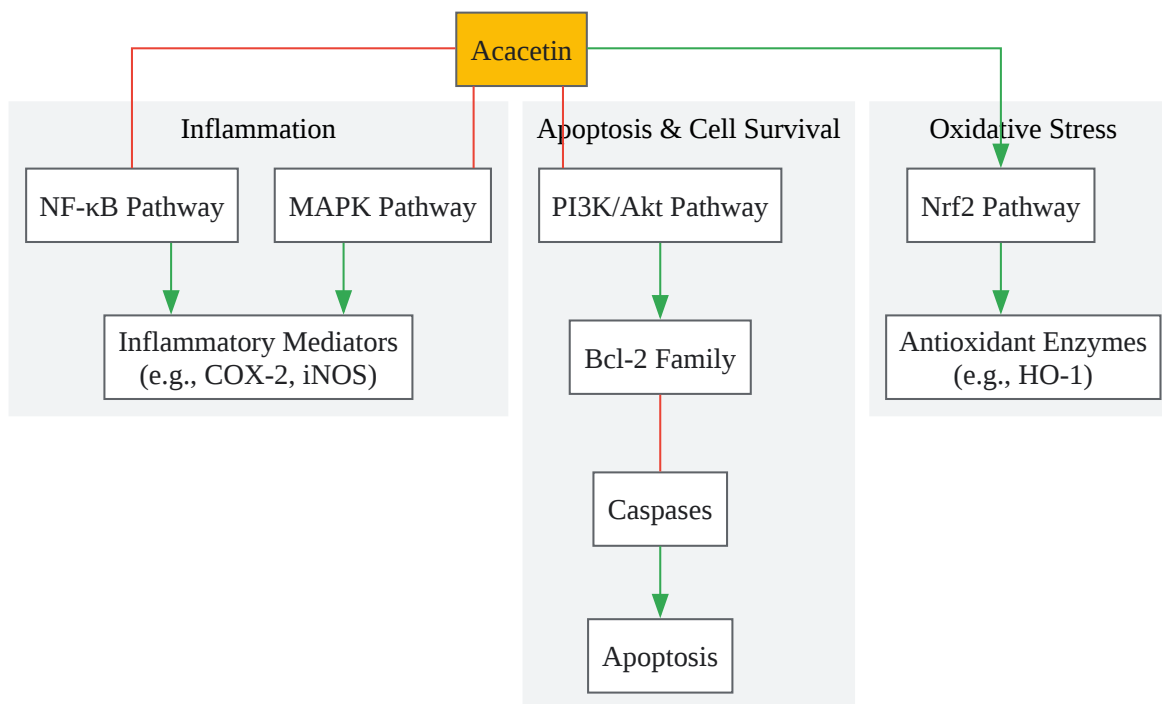 Acacetin
Inflammation
Apoptosis & Cell Survival
Oxidative Stress
NF-κB Pathway
MAPK Pathway
PI3K/Akt Pathway
Nrf2 Pathway
Inflammatory Mediators
(e.g., COX-2, iNOS)
Bcl-2 Family
Antioxidant Enzymes
(e.g., HO-1)
Caspases
Apoptosis